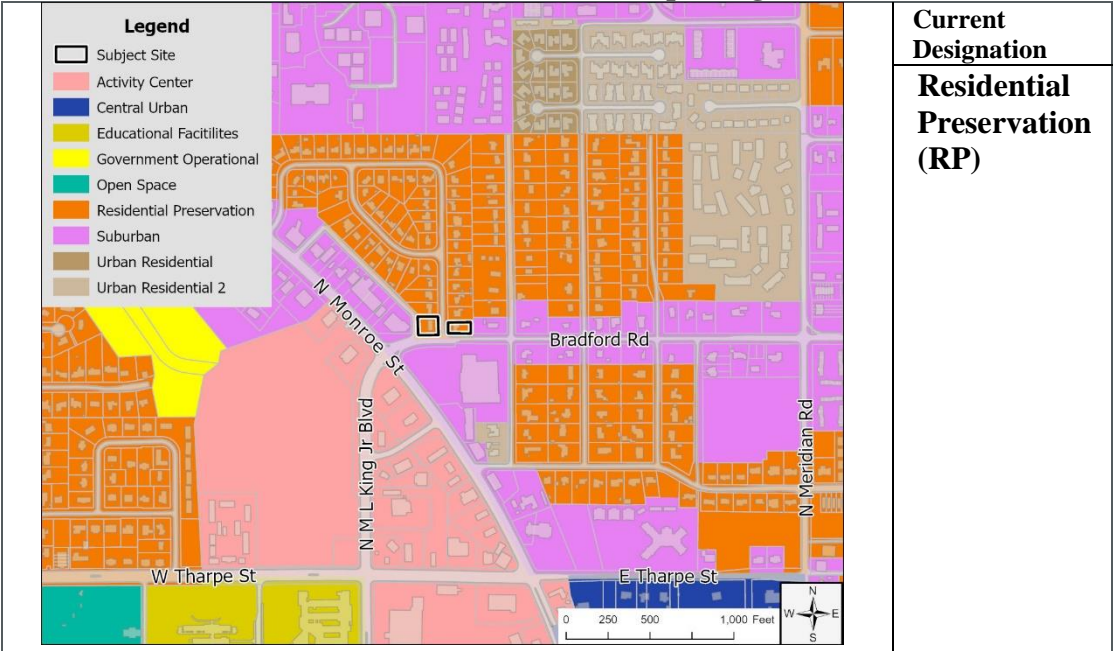 Legend
Subject Site
Activity Center
Central Urban
Educational Facitilites
Government Operational
Open Space
Residential Preservation
Suburban
Urban Residential
Urban Residential 2
N Monroe St
Bradford Rd
N M L King Jr Blvd
N Meridian Rd
W Tharpe St
E Tharpe St
0 250 500 1,000 Feet
N
W E
S
Current
Designation
Residential
Preservation
(RP)